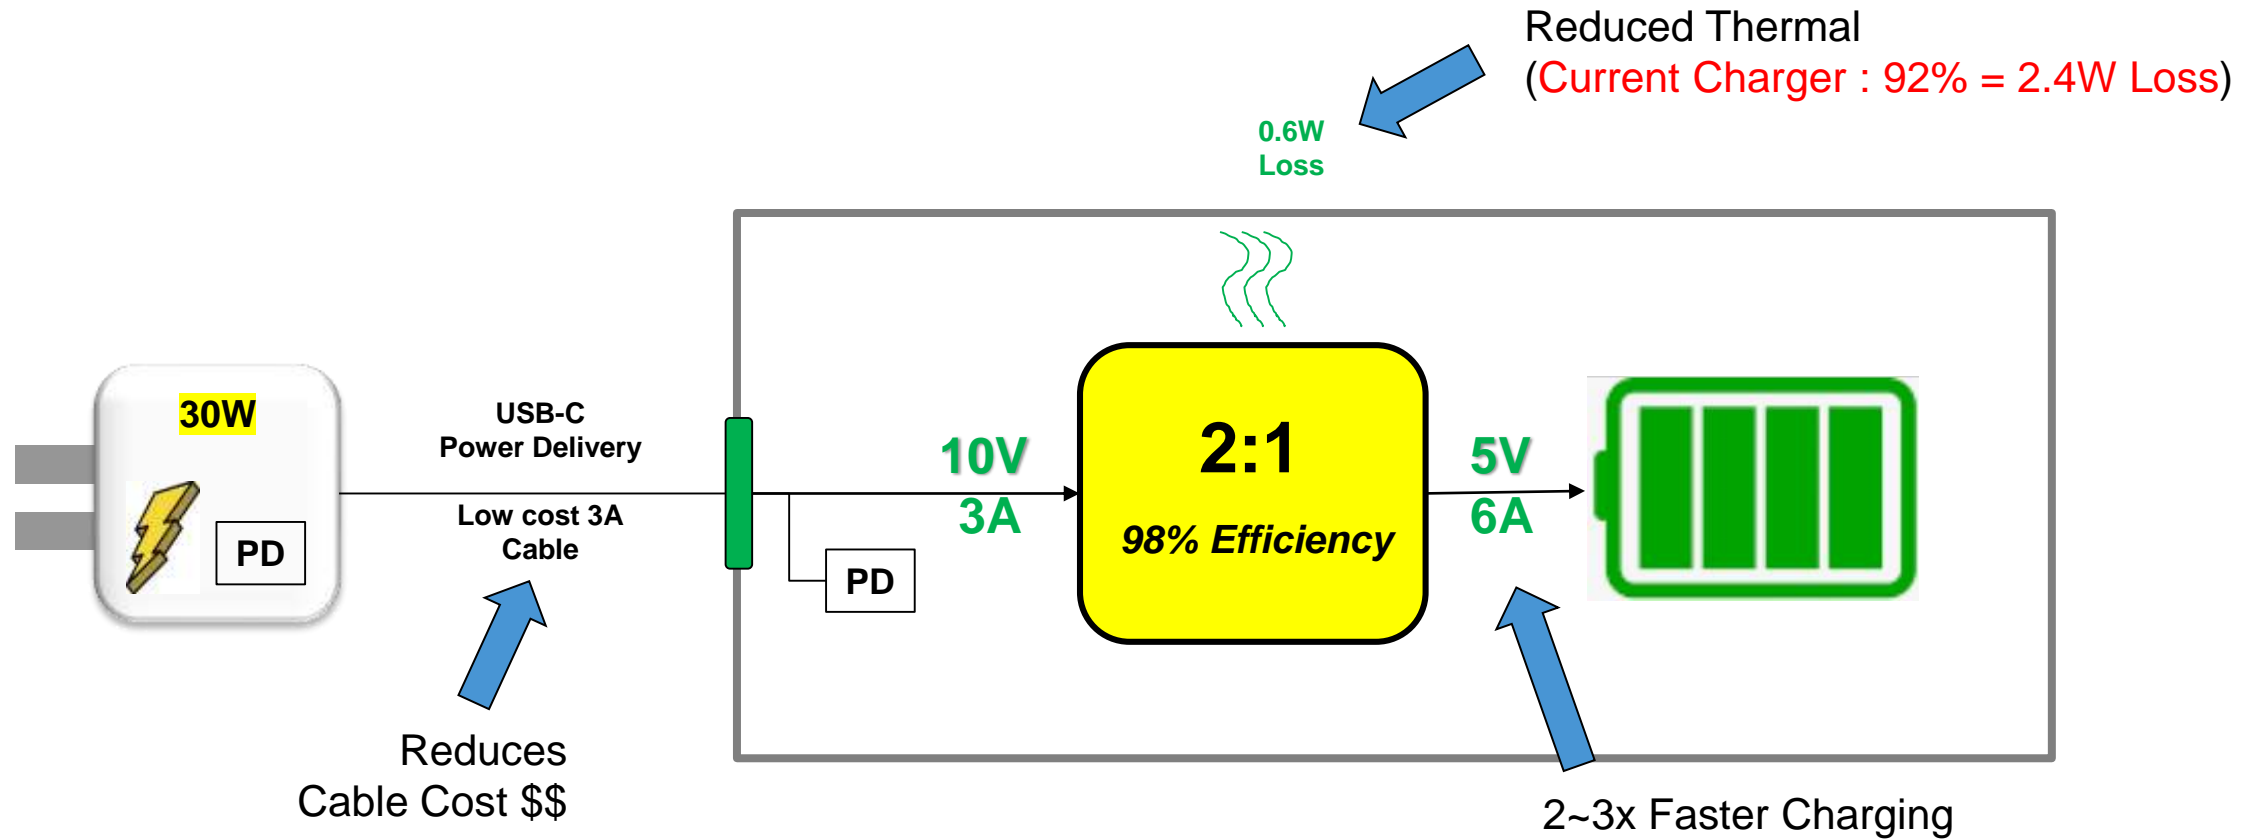 Reduced Thermal
(Current Charger : 92% = 2.4W Loss)
0.6W
Loss
30W
PD
USB-C
Power Delivery
Low cost 3A
Cable
10V
3A
PD
2:1
98% Efficiency
5V
6A
Reduces
Cable Cost $$
2~3x Faster Charging